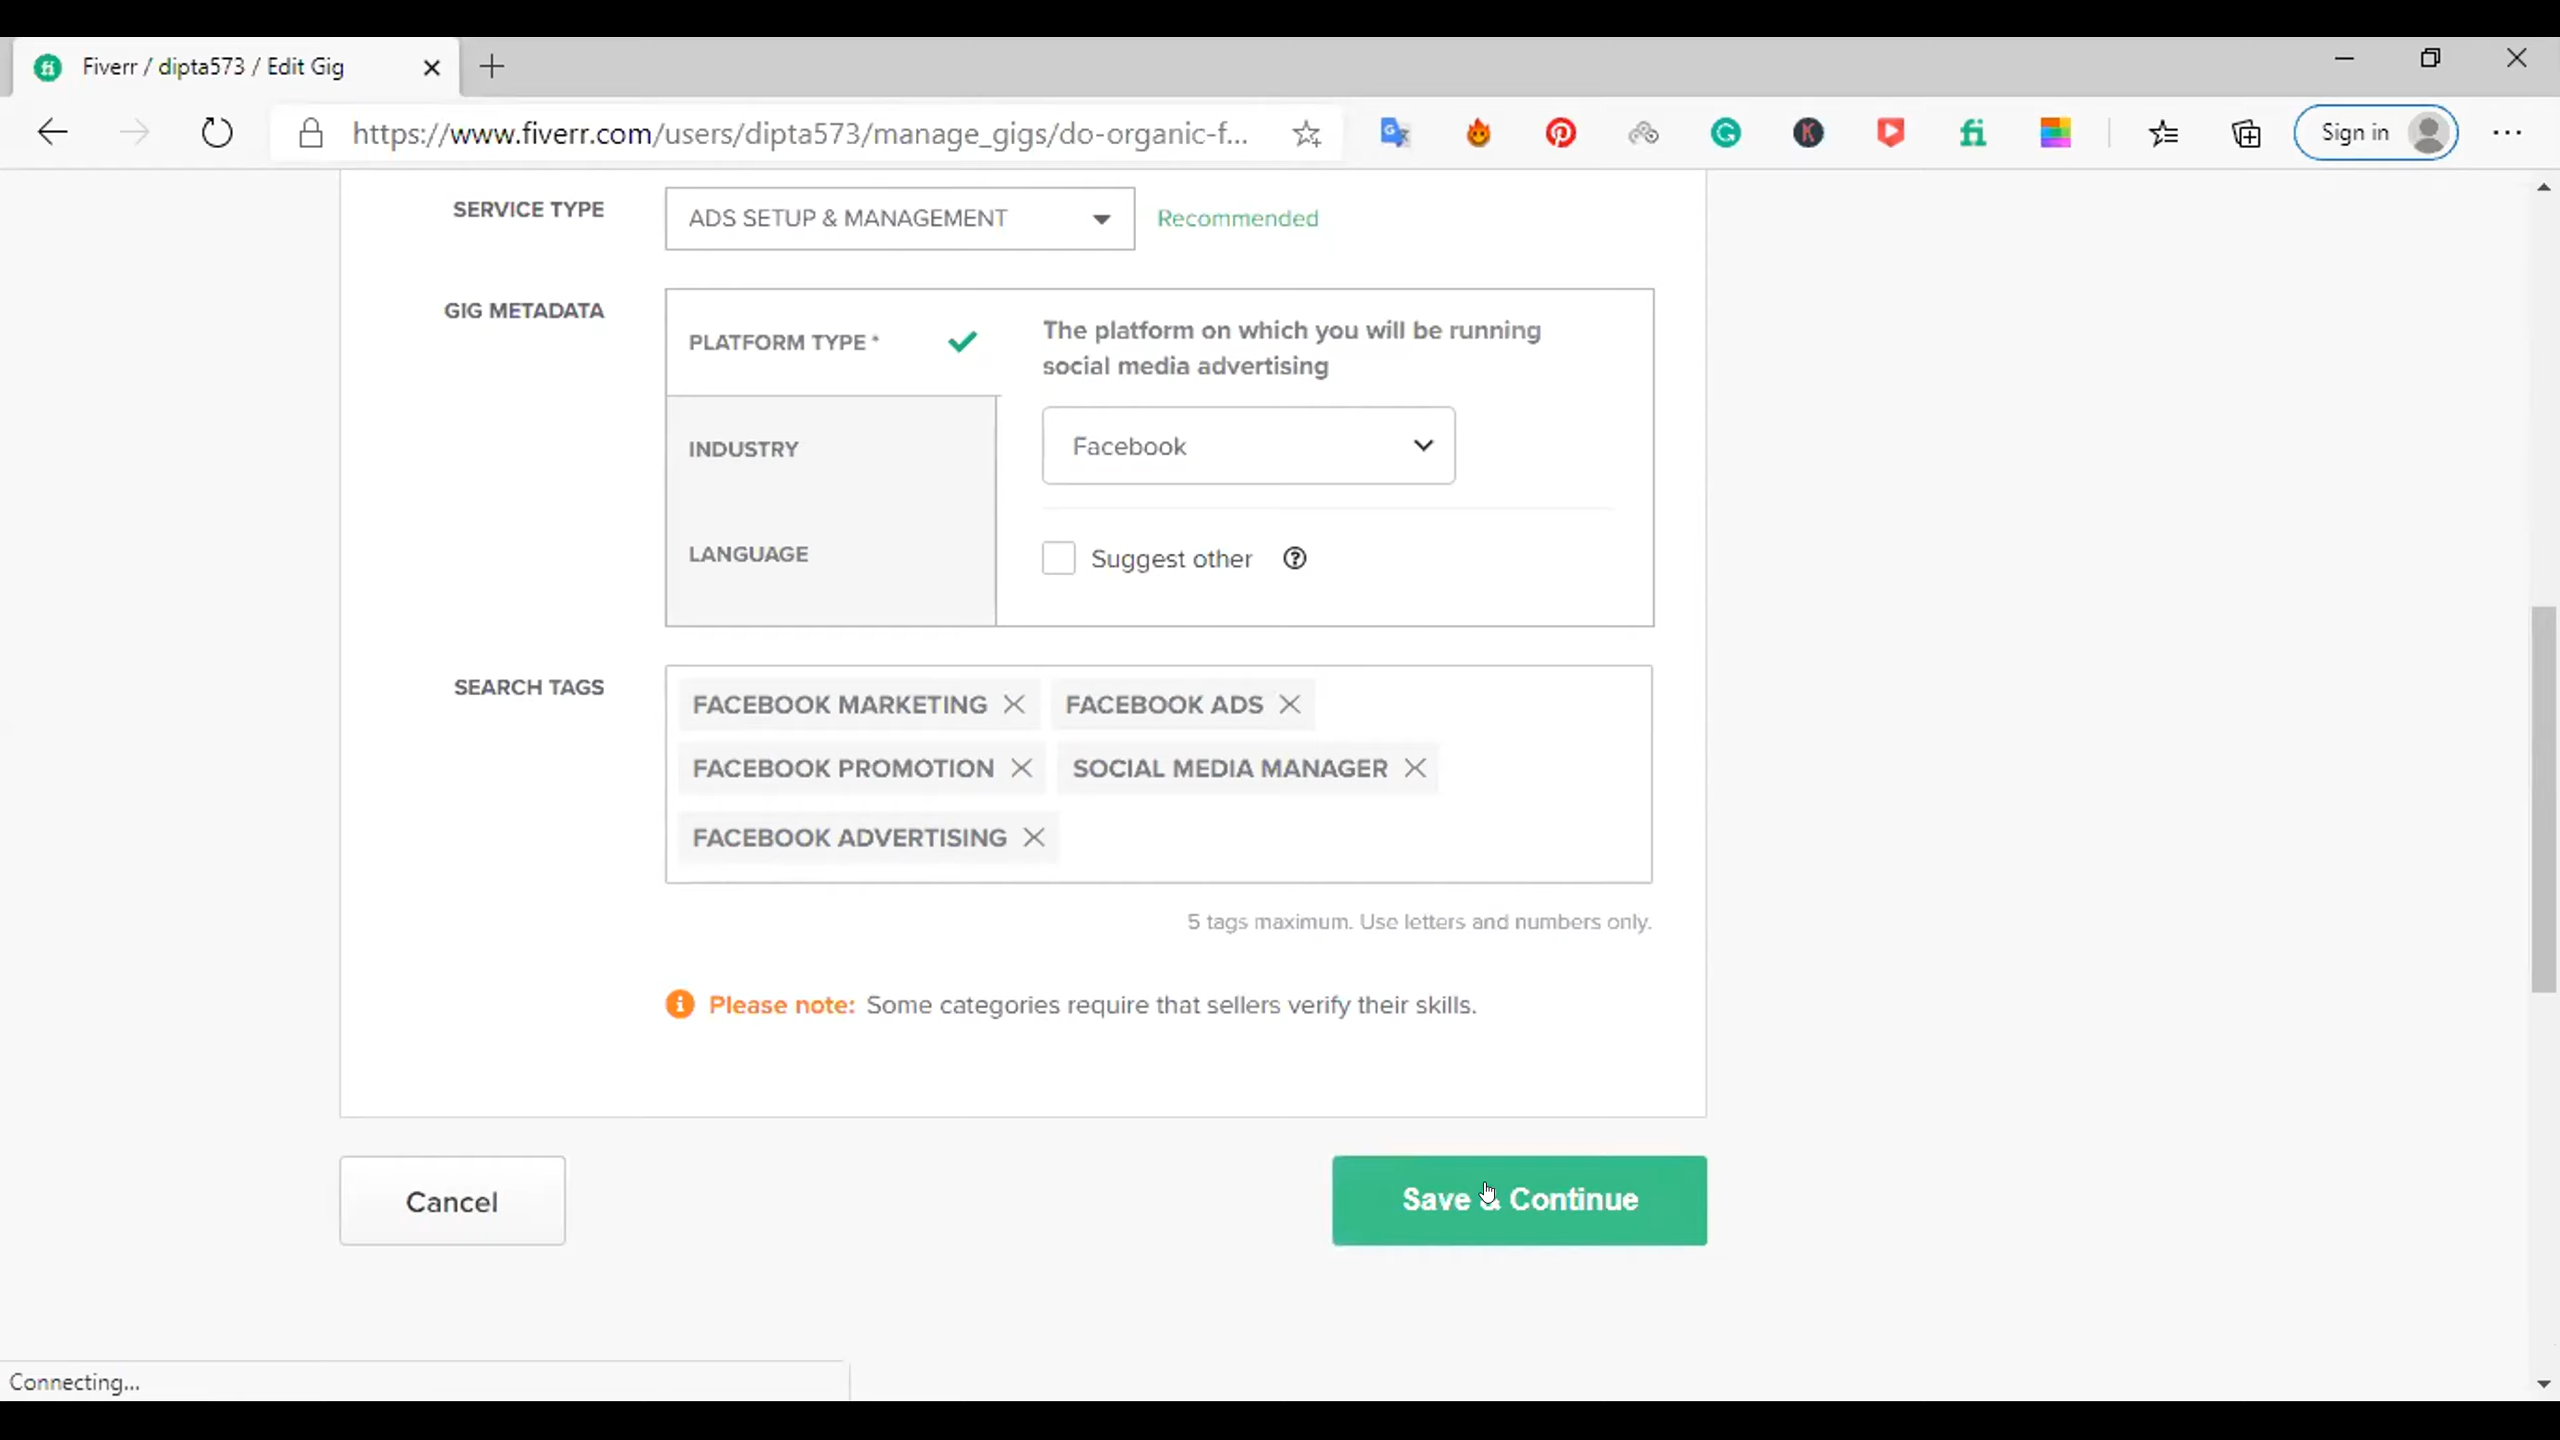 Fiverr / dipta573 / Edit Gig
https://www.fiverr.com/users/dipta573/manage_gigs/do-organic-f...
Sign in
SERVICE TYPE
ADS SETUP & MANAGEMENT
Recommended
GIG METADATA
PLATFORM TYPE *
The platform on which you will be running
social media advertising
INDUSTRY
Facebook
LANGUAGE
Suggest other
SEARCH TAGS
FACEBOOK MARKETING
FACEBOOK ADS
FACEBOOK PROMOTION
SOCIAL MEDIA MANAGER
FACEBOOK ADVERTISING
5 tags maximum. Use letters and numbers only.
Please note: Some categories require that sellers verify their skills.
Cancel
Save & Continue
Connecting...